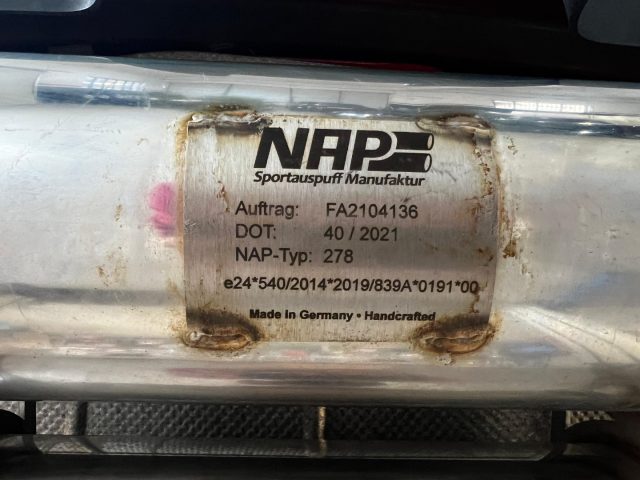 NAP
Sportauspuff Manufaktur
Auftrag: FA2104136
DOT: 40 / 2021
NAP-Typ: 278
e24*540/2014*2019/839A*0191*00
Made in Germany • Handcrafted